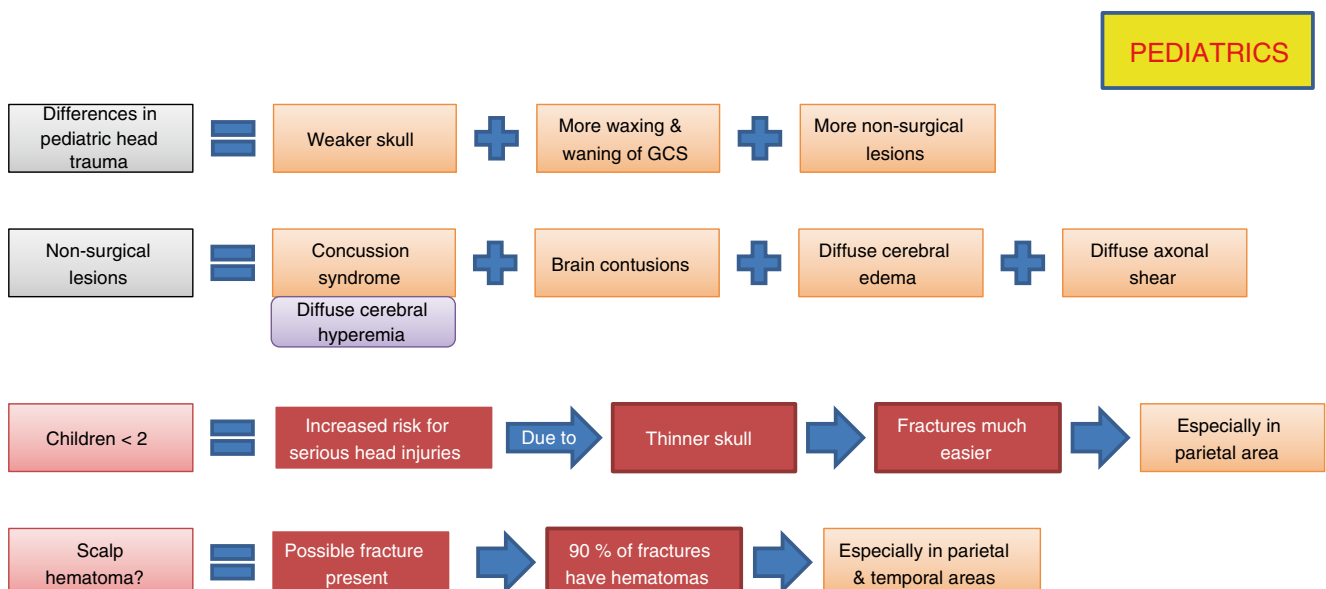 PEDIATRICS
Differences in
pediatric head
trauma
Weaker skull
More waxing &
waning of GCS
More non-surgical
lesions
Non-surgical
lesions
Concussion
syndrome
Diffuse cerebral
hyperemia
Brain contusions
Diffuse cerebral
edema
Diffuse axonal
shear
Children < 2
Increased risk for
serious head injuries
Due to
Thinner skull
Fractures much
easier
Especially in
parietal area
Scalp
hematoma?
Possible fracture
present
90 % of fractures
have hematomas
Especially in parietal
& temporal areas